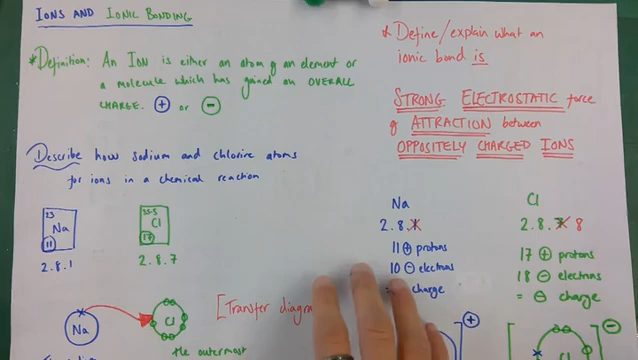 IONS AND IONIC BONDING
* Definition: An ION is either an atom of an element or
a molecule which has gained an OVERALL
CHARGE. + or -
* Define/explain what an
ionic bond is
STRONG ELECTROSTATIC force
of ATTRACTION between
OPPOSITELY CHARGED IONS
Describe how sodium and chlorine atoms
for ions in a chemical reaction
23
Na
11
2.8.1
35.5
Cl
17
2.8.7
Na
2.8.1
11 + protons
10 - electrons
charge
Cl
2.8.7 8
17 + protons
18 - electrons
= - charge
Na
Cl
[Transfer
the outermost
+
-
Cl